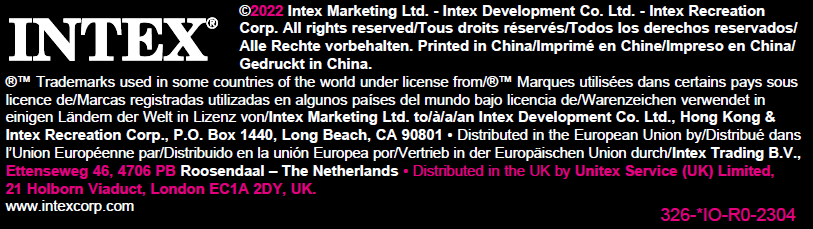 INTEX®
©2022 Intex Marketing Ltd. - Intex Development Co. Ltd. - Intex Recreation
Corp. All rights reserved/Tous droits réservés/Todos los derechos reservados/
Alle Rechte vorbehalten. Printed in China/Imprimé en Chine/Impreso en China/
Gedruckt in China.
®™ Trademarks used in some countries of the world under license from/®™ Marques utilisées dans certains pays sous
licence de/Marcas registradas utilizadas en algunos países del mundo bajo licencia de/Warenzeichen verwendet in
einigen Ländern der Welt in Lizenz von/Intex Marketing Ltd. to/à/a/an Intex Development Co. Ltd., Hong Kong &
Intex Recreation Corp., P.O. Box 1440, Long Beach, CA 90801 • Distributed in the European Union by/Distribué dans
l'Union Européenne par/Distribuido en la unión Europea por/Vertrieb in der Europäischen Union durch/Intex Trading B.V.,
Ettenseweg 46, 4706 PB Roosendaal – The Netherlands • Distributed in the UK by Unitex Service (UK) Limited,
21 Holborn Viaduct, London EC1A 2DY, UK.
www.intexcorp.com
326-*IO-R0-2304